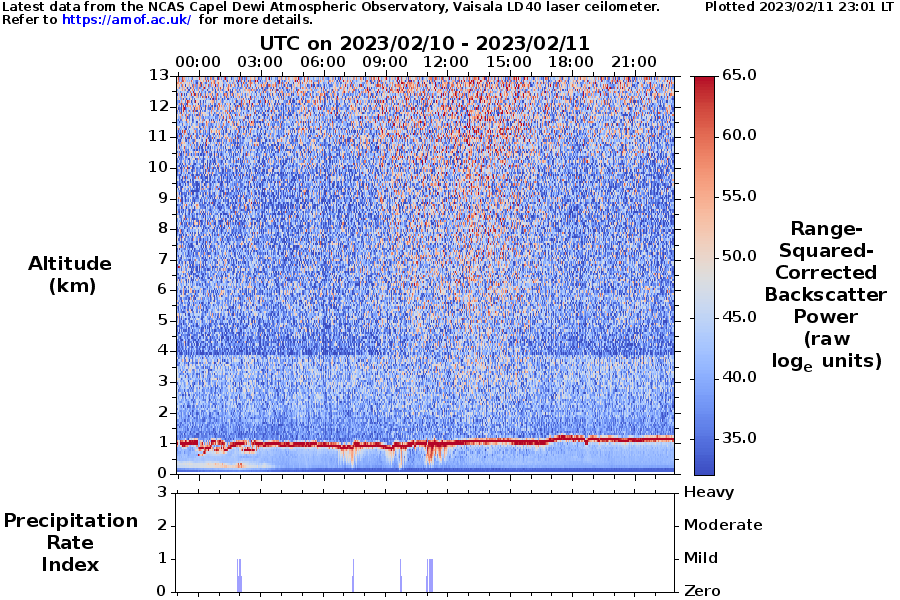 Latest data from the NCAS Capel Dewi Atmospheric Observatory, Vaisala LD40 laser ceilometer.
Plotted 2023/02/11 23:01 LT
Refer to https://amof.ac.uk/ for more details.
UTC on 2023/02/10 - 2023/02/11
00:00 03:00 06:00 09:00 12:00 15:00 18:00 21:00
13
12
11
10
9
8
7
6
5
4
3
2
1
0
Altitude
(km)
65.0
60.0
55.0
50.0
45.0
40.0
35.0
Range-
Squared-
Corrected
Backscatter
Power
(raw
loge units)
3
2
1
0
Precipitation
Rate
Index
Heavy
Moderate
Mild
Zero